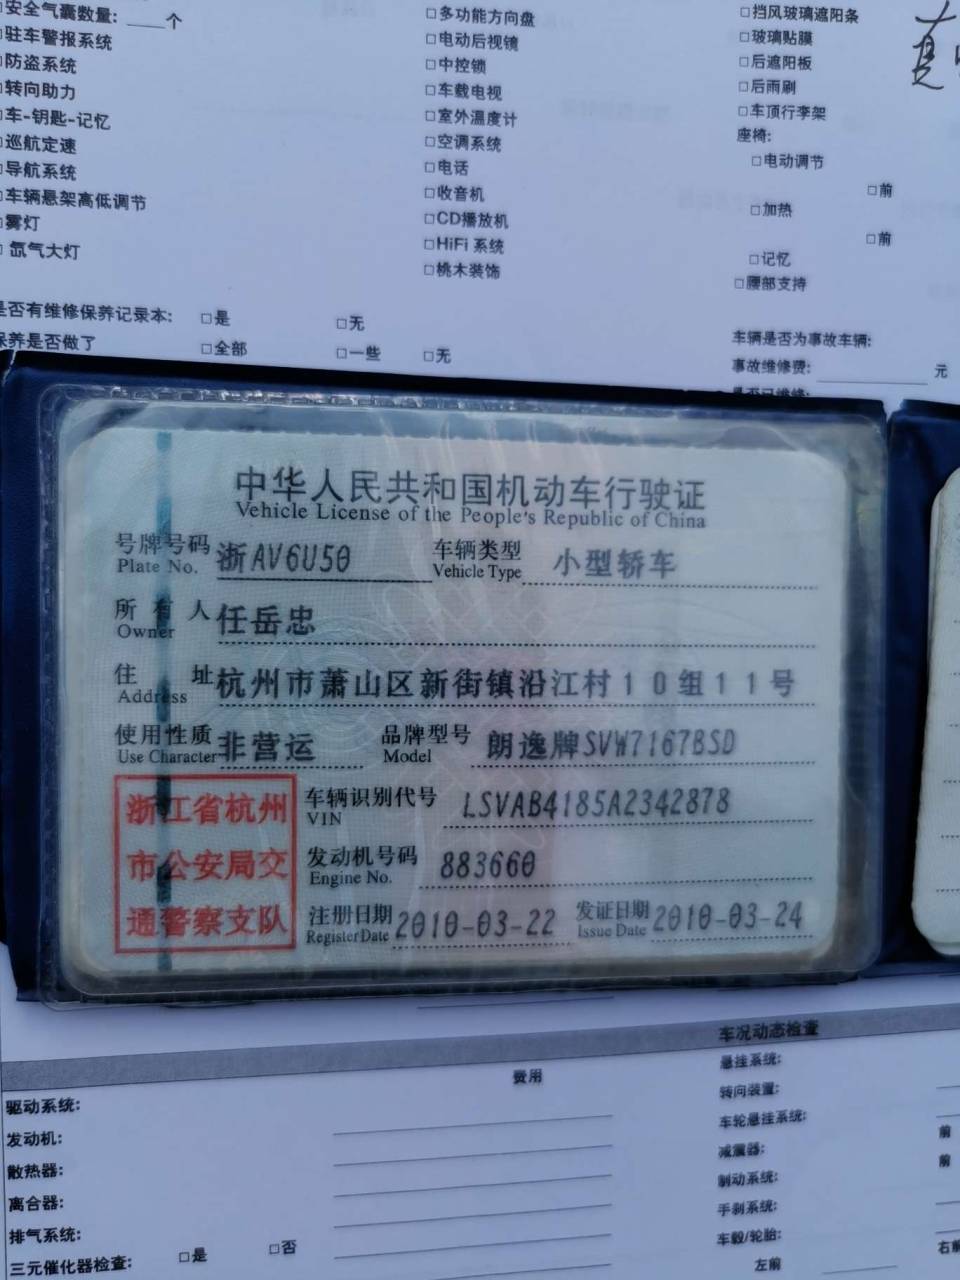 安全气囊数量: ____个 □多功能方向盘 □挡风玻璃遮阳条
□驻车警报系统 □电动后视镜 □玻璃贴膜
□防盗系统 □中控锁 □后遮阳板
□转向助力 □车载电视 □后雨刷
□车-钥匙-记忆 □室外温度计 □车顶行李架
□巡航定速 □空调系统 座椅:
□导航系统 □电话 □电动调节
□车辆悬架高低调节 □收音机 □前
□雾灯 □CD播放机 □加热
□氙气大灯 □HiFi 系统 □前
□桃木装饰 □记忆
□腰部支持
是否有维修保养记录本: □是 □无 车辆是否为事故车辆:
保养是否做了 □全部 □一些 □无 事故维修费: ____元
是否已维修:
中华人民共和国机动车行驶证
Vehicle License of the People's Republic of China
号牌号码 浙AV6U50 车辆类型 小型轿车
Plate No. Vehicle Type
所有人 任岳忠
Owner
住址 杭州市萧山区新街镇沿江村10组11号
Address
使用性质 非营运 品牌型号 朗逸牌SVW7167BSD
Use Character Model
浙江省杭州
市公安局交
通警察支队
车辆识别代号 LSVAB4185A2342878
VIN
发动机号码 883660
Engine No.
注册日期 2010-03-22 发证日期 2010-03-24
Register Date Issue Date
车况动态检查
费用 悬挂系统:
驱动系统: 转向装置:
发动机: 车轮悬挂系统: 前
散热器: 减震器: 前
离合器: 制动系统:
排气系统: 手刹系统:
三元催化器检查: □是 □否 车毂/轮胎: 右前
左前